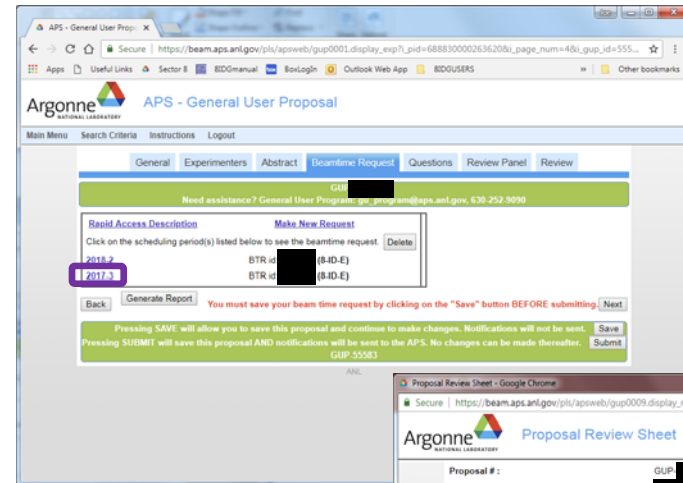 APS - General User Propo
Secure | https://beam.aps.anl.gov/pls/apsweb/gup0001.display_exp?i_pid=688830000263620&i_page_num=4&i_gup_id=555...
Apps Useful Links Sector 8 8IDGmanual BoxLogIn Outlook Web App 8IDGUSERS » Other bookmarks
Argonne NATIONAL LABORATORY
APS - General User Proposal
Main Menu Search Criteria Instructions Logout
General Experimenters Abstract Beamtime Request Questions Review Panel Review
GUP
Need assistance? General User Program: gu_program@aps.anl.gov, 630-252-9090
Rapid Access Description Make New Request
Click on the scheduling period(s) listed below to see the beamtime request. Delete
2018-2 BTR id: (8-ID-E)
2017-3 BTR id: (8-ID-E)
Back Generate Report You must save your beam time request by clicking on the "Save" button BEFORE submitting. Next
Pressing SAVE will allow you to save this proposal and continue to make changes. Notifications will not be sent. Save
Pressing SUBMIT will save this proposal AND notifications will be sent to the APS. No changes can be made thereafter. Submit
GUP-55583
ANL
Proposal Review Sheet - Google Chrome
Secure | https://beam.aps.anl.gov/pls/apsweb/gup0009.display_
Argonne NATIONAL LABORATORY
Proposal Review Sheet
Proposal # : GUP-